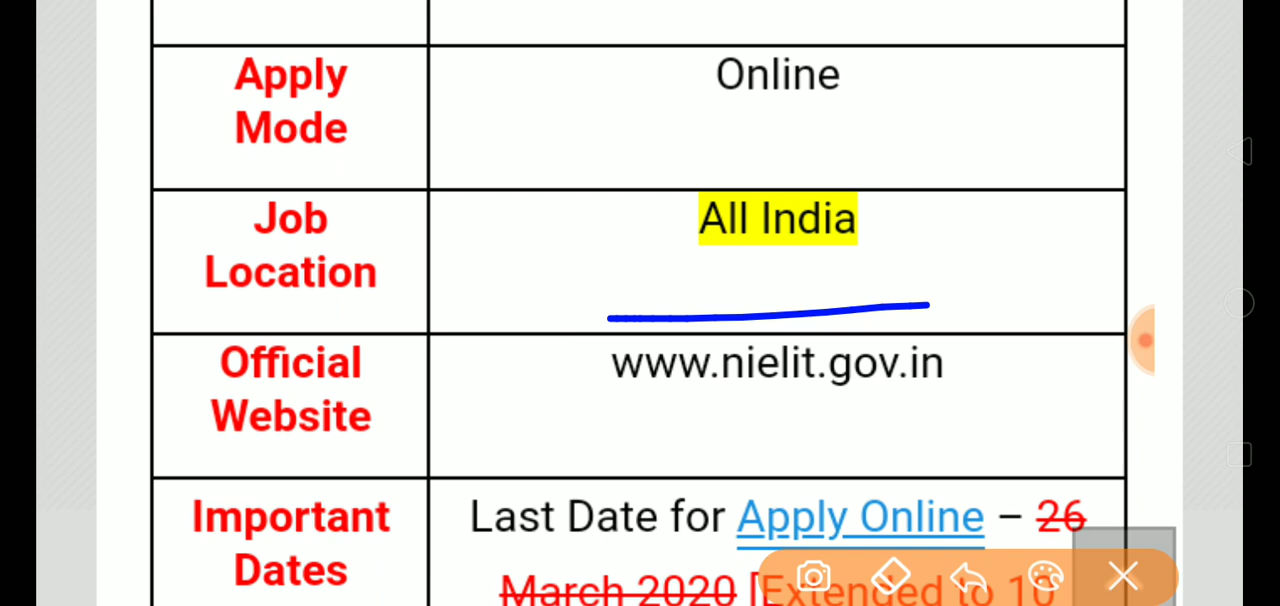 Apply
Mode
Online
Job
Location
All India
Official
Website
www.nielit.gov.in
Important
Dates
Last Date for Apply Online – 26
March 2020 [Extended to 10